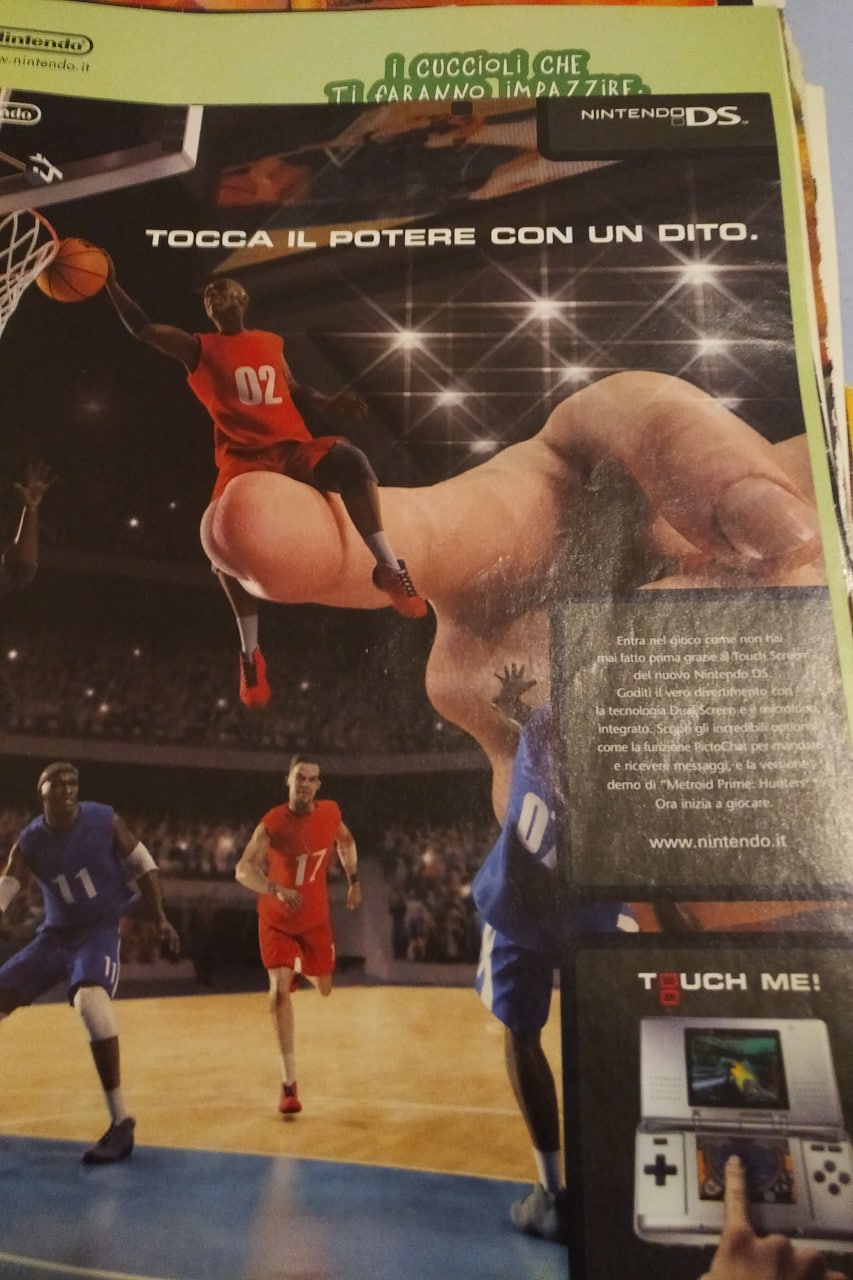 Nintendo
w.nintendo.it
I CUCCIOLI CHE
TI FARANNO IMPAZZIRE.
NINTENDO DS
TOCCA IL POTERE CON UN DITO.
02
Entra nel gioco come non hai
mai fatto prima grazie al Touch Screen
del nuovo Nintendo DS.
Goditi il vero divertimento con
la tecnologia Dual Screen e il microfono
integrato. Scopri gli incredibili optional
come la funzione PictoChat per mandare
e ricevere messaggi, e la versione
demo di "Metroid Prime: Hunters"
Ora inizia a giocare.
www.nintendo.it
11
17
11
TOUCH ME!